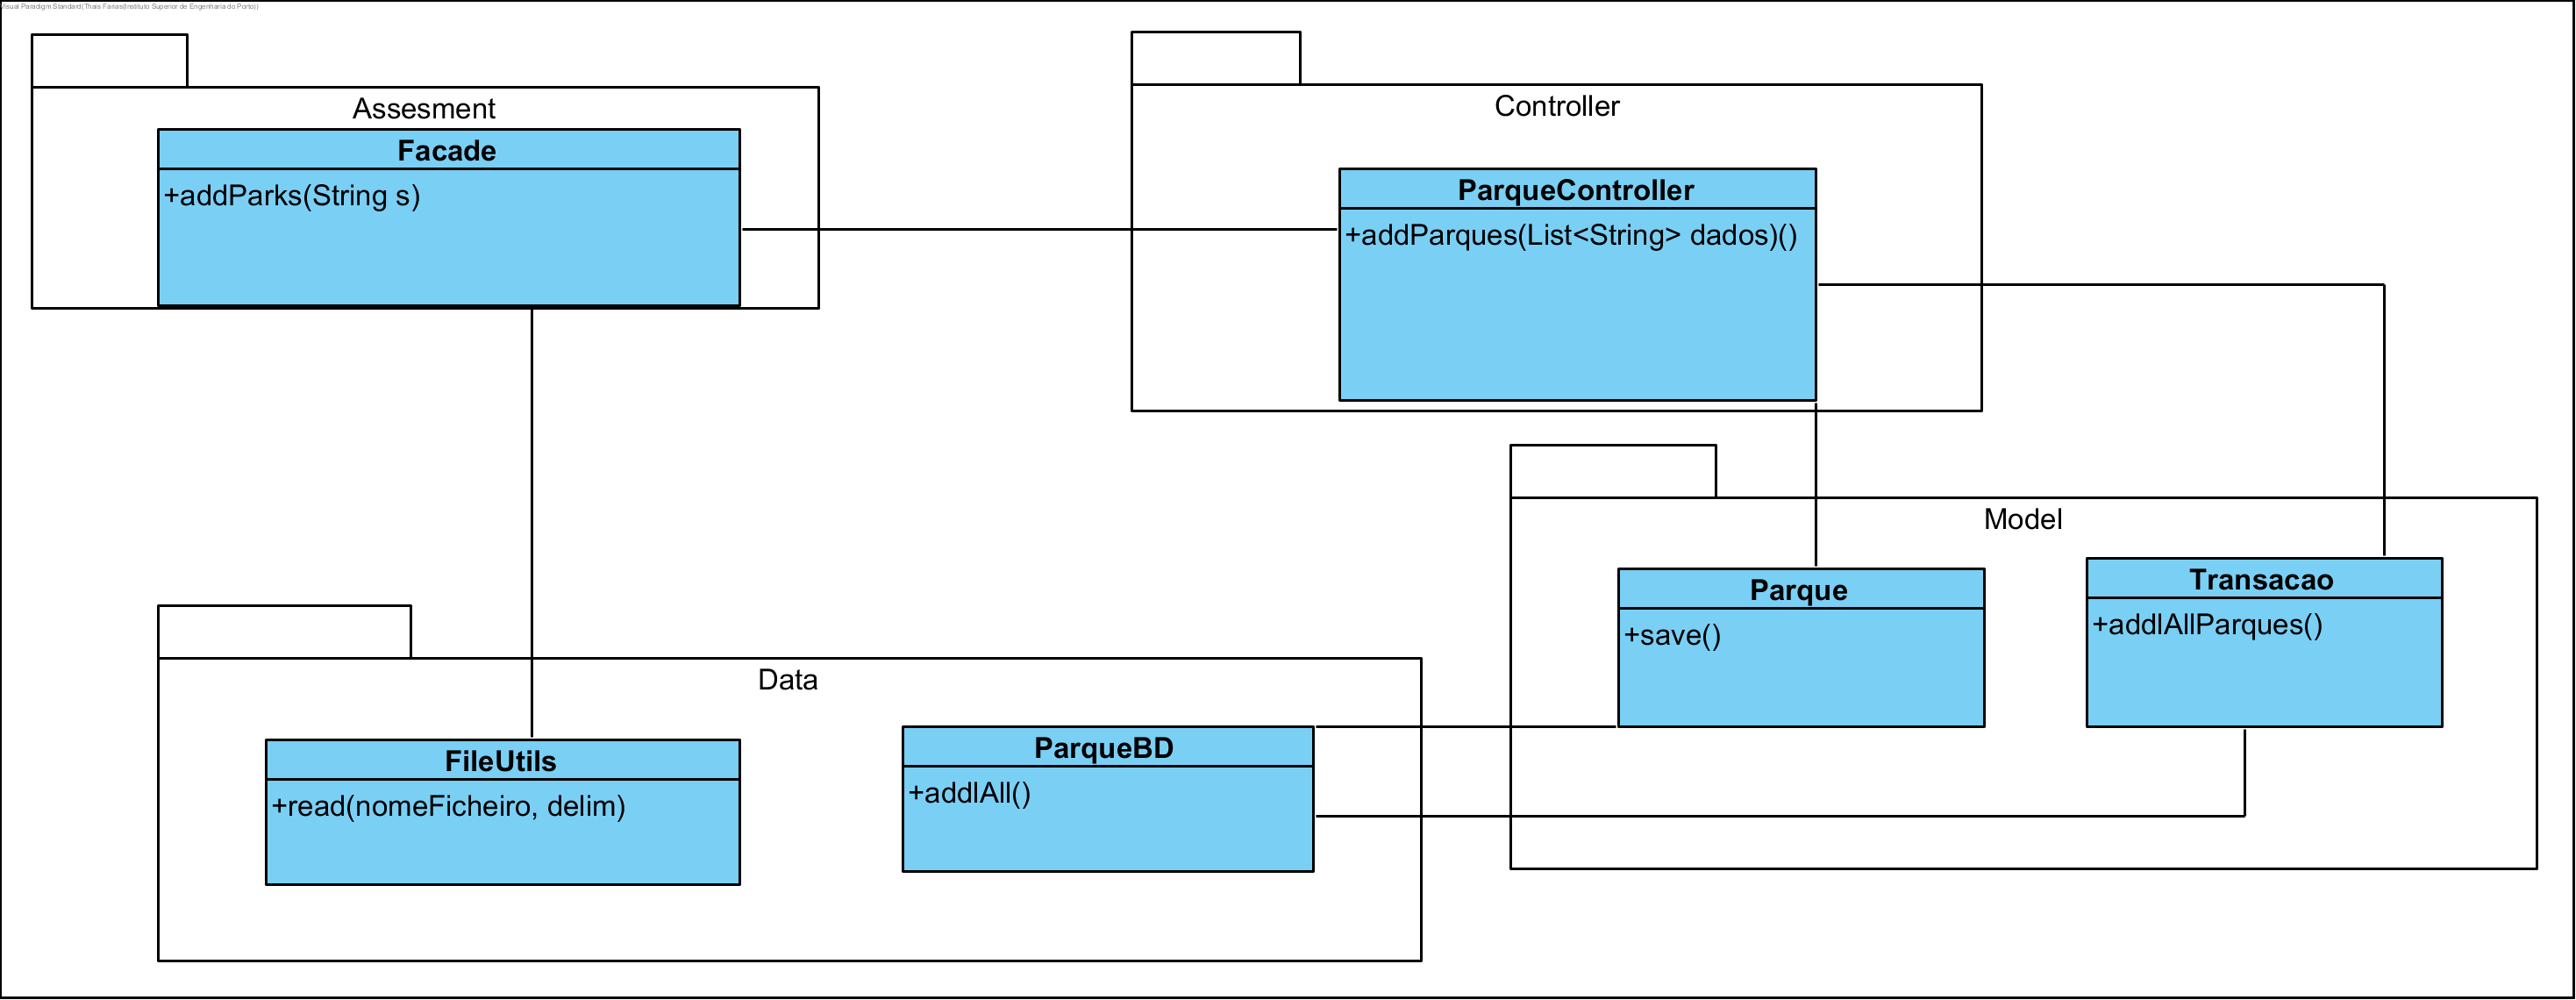 Visual Paradigm Standard(Thais Farias(Instituto Superior de Engenharia do Porto))
Assesment
Facade
+addParks(String s)
Controller
ParqueController
+addParques(List<String> dados)()
Model
Parque
+save()
Transacao
+addlAllParques()
Data
FileUtils
+read(nomeFicheiro, delim)
ParqueBD
+addlAll()